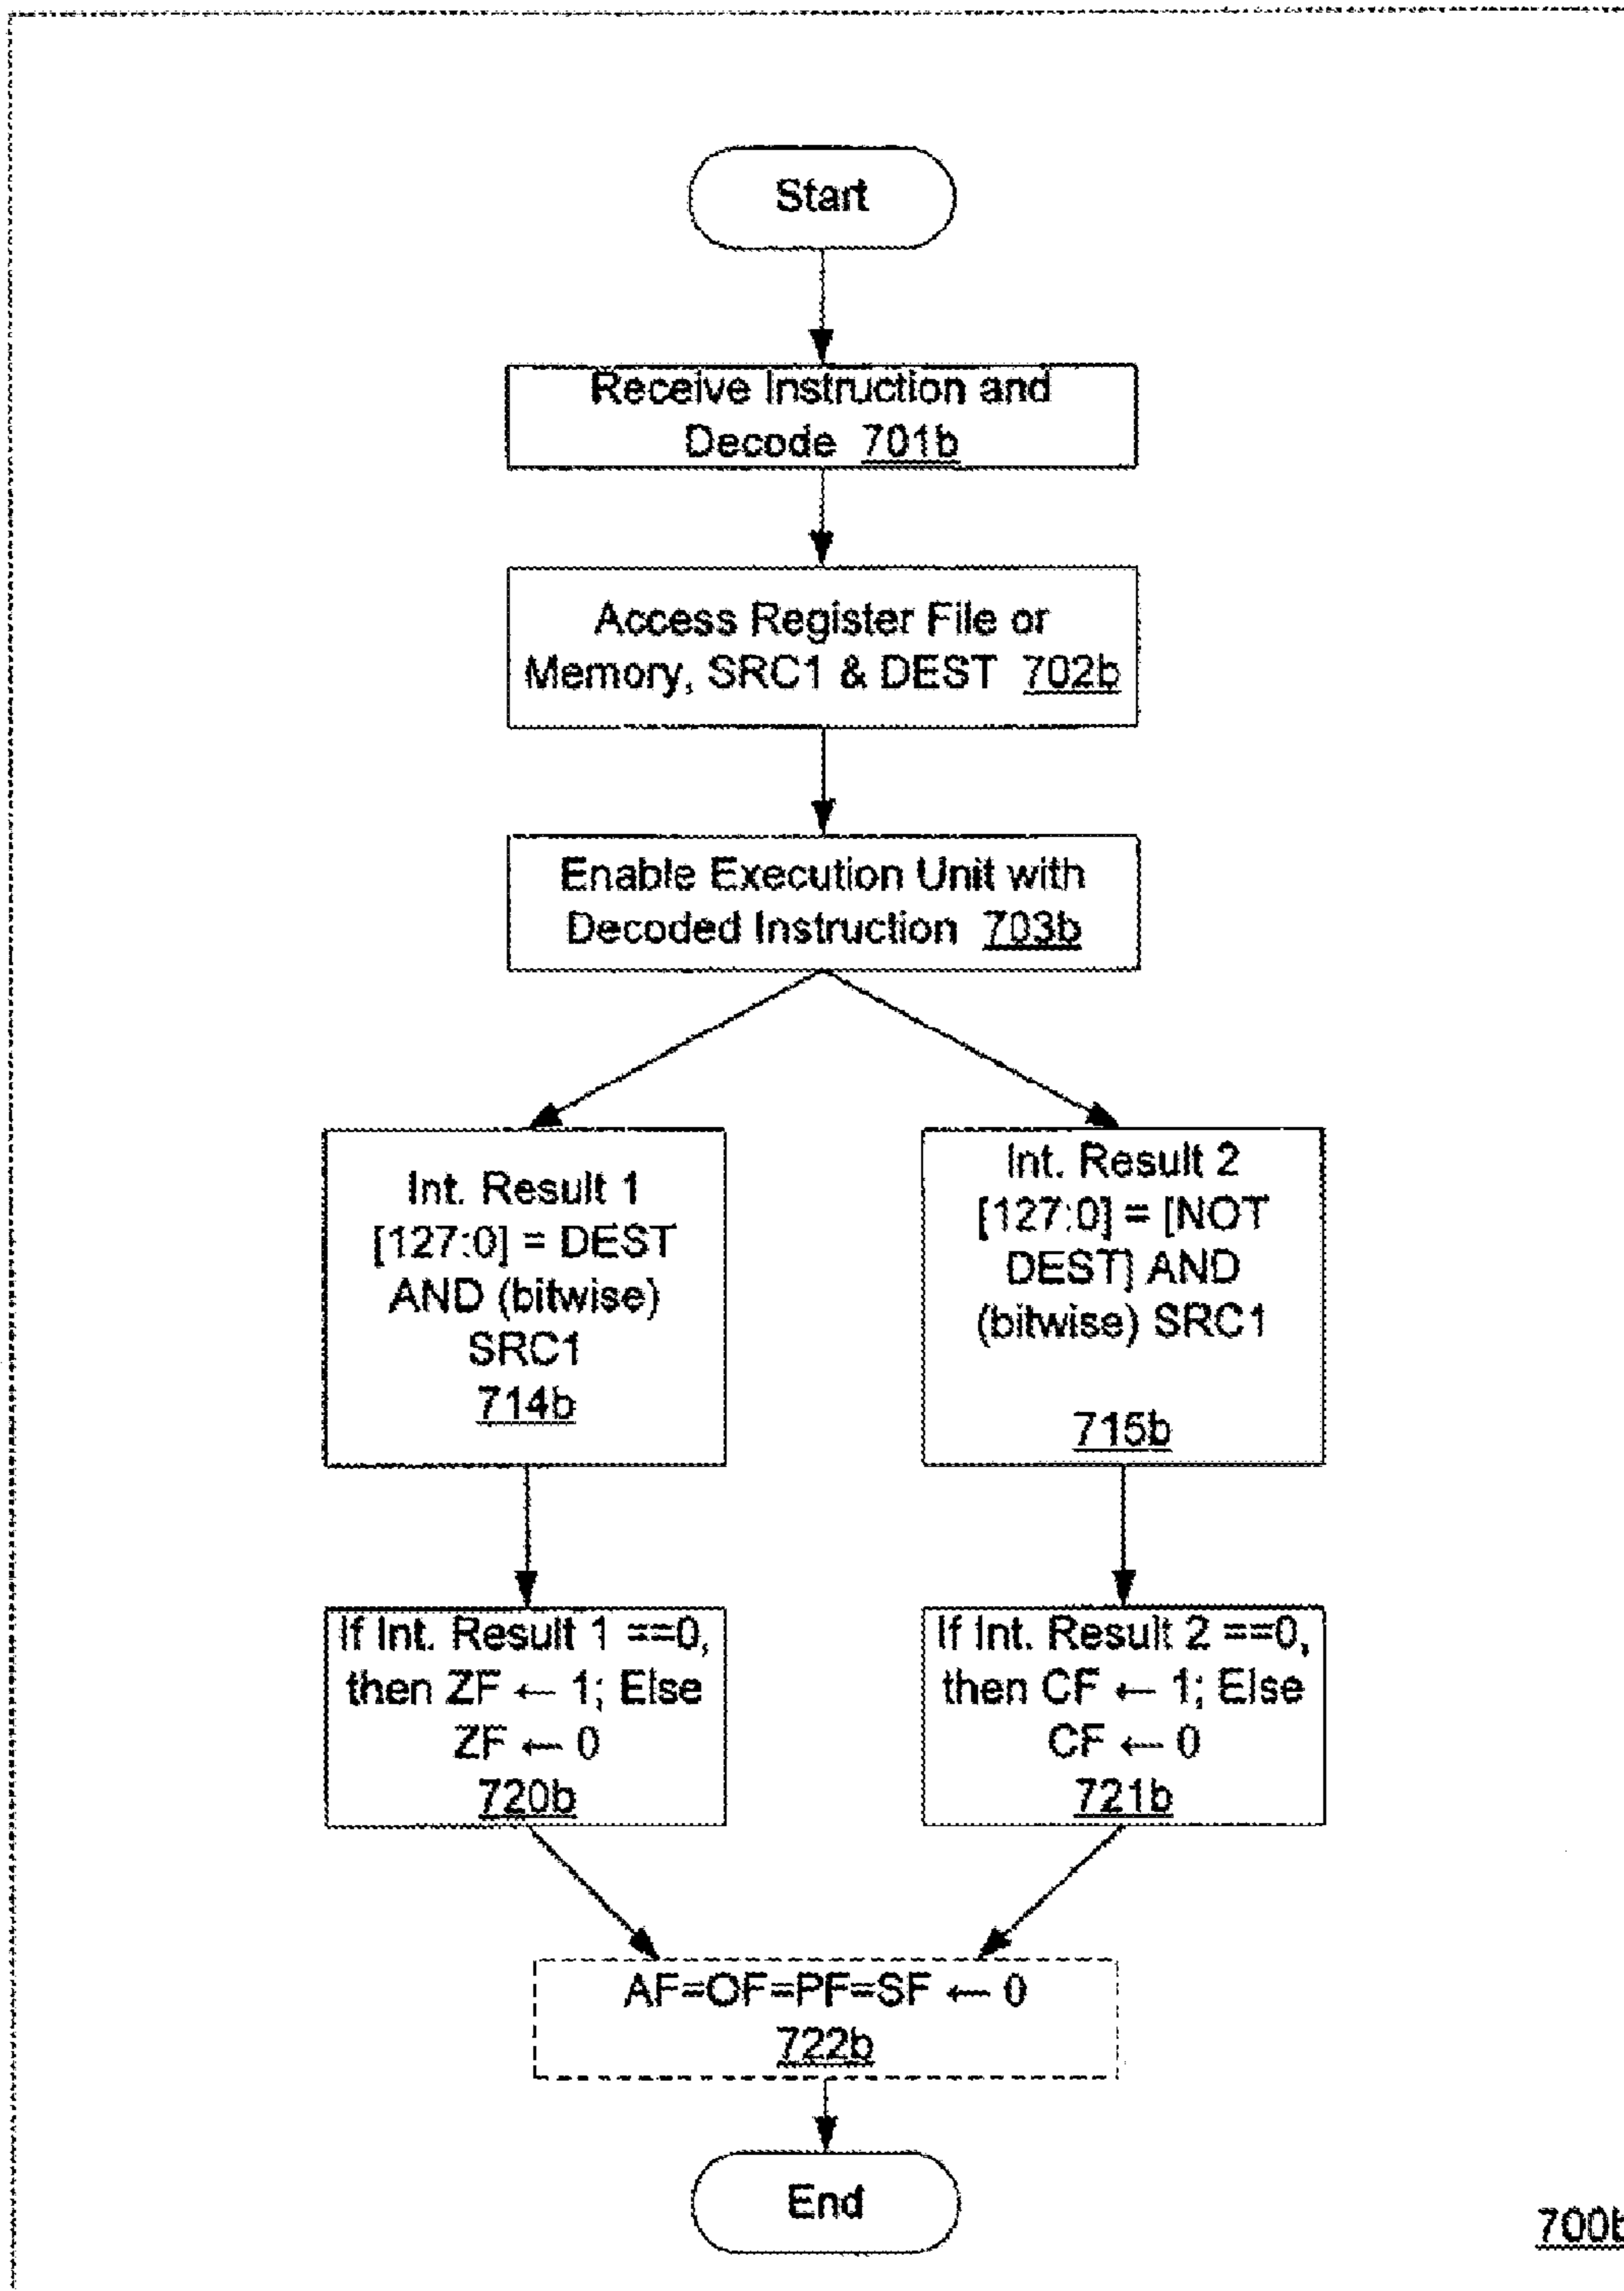 Start
Receive Instruction and
Decode 701b
Access Register File or
Memory, SRC1 & DEST 702b
Enable Execution Unit with
Decoded Instruction 703b
Int. Result 1
[127:0] = DEST
AND (bitwise)
SRC1
714b
Int. Result 2
[127:0] = [NOT
DEST] AND
(bitwise) SRC1
715b
If Int. Result 1 ==0,
then ZF ← 1; Else
ZF ← 0
720b
If Int. Result 2 ==0,
then CF ← 1; Else
CF ← 0
721b
AF=OF=PF=SF ← 0
722b
End
700b